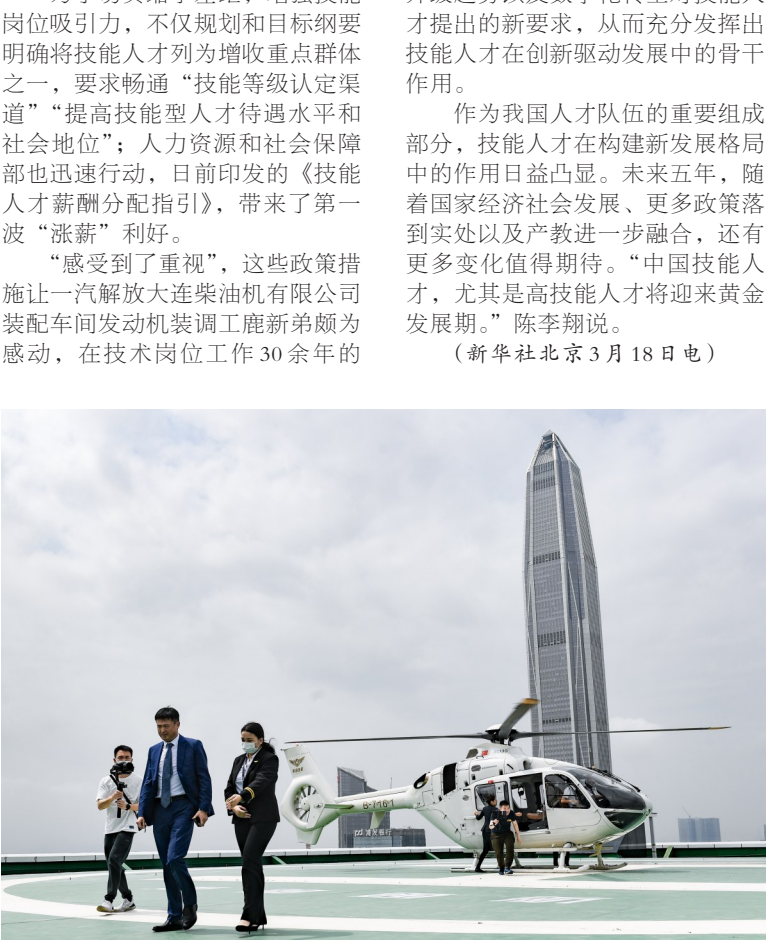 岗位吸引力，不仅规划和目标纲要
明确将技能人才列为增收重点群体
之一，要求畅通“技能等级认定渠
道”“提高技能型人才待遇水平和
社会地位”；人力资源和社会保障
部也迅速行动，日前印发的《技能
人才薪酬分配指引》，带来了第一
波“涨薪”利好。
“感受到了重视”，这些政策措
施让一汽解放大连柴油机有限公司
装配车间发动机装调工鹿新弟颇为
感动，在技术岗位工作30余年的
才提出的新要求，从而充分发挥出
技能人才在创新驱动发展中的骨干
作用。
作为我国人才队伍的重要组成
部分，技能人才在构建新发展格局
中的作用日益凸显。未来五年，随
着国家经济社会发展、更多政策落
到实处以及产教进一步融合，还有
更多变化值得期待。“中国技能人
才，尤其是高技能人才将迎来黄金
发展期。”陈李翔说。
（新华社北京3月18日电）
B-7161
浦发银行